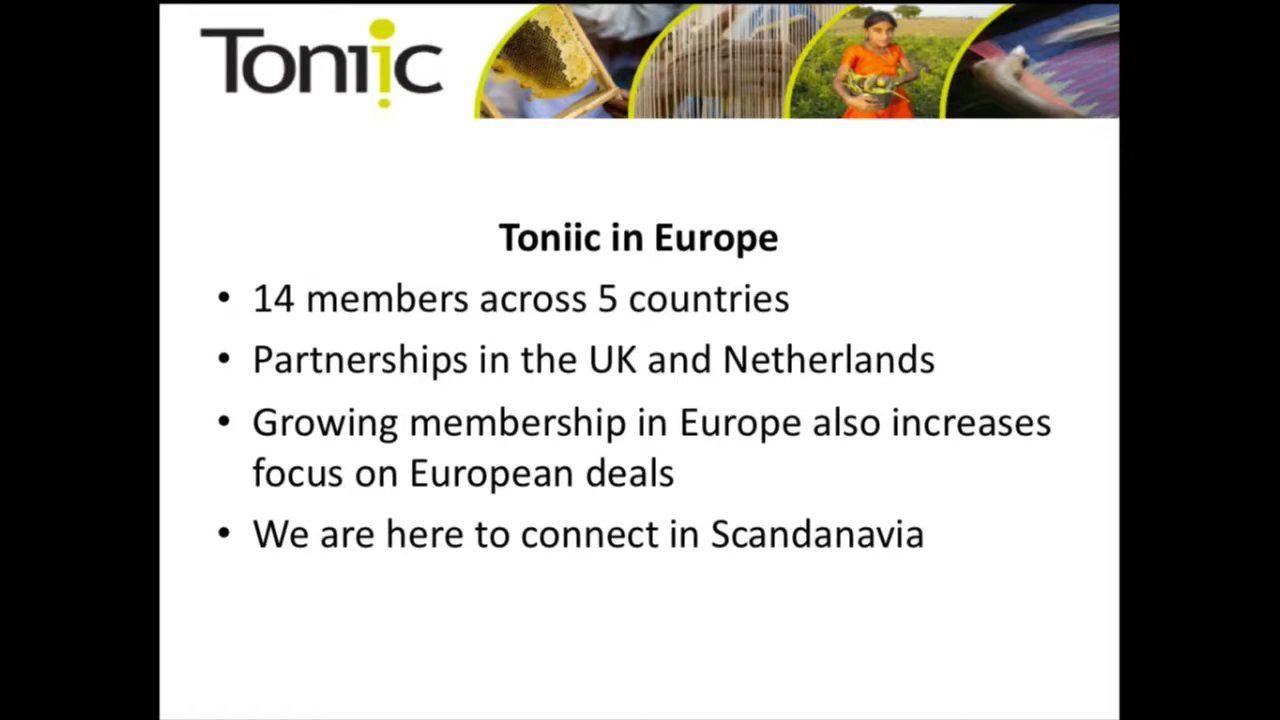 Toniic
Toniic in Europe
• 14 members across 5 countries
• Partnerships in the UK and Netherlands
• Growing membership in Europe also increases
focus on European deals
• We are here to connect in Scandanavia